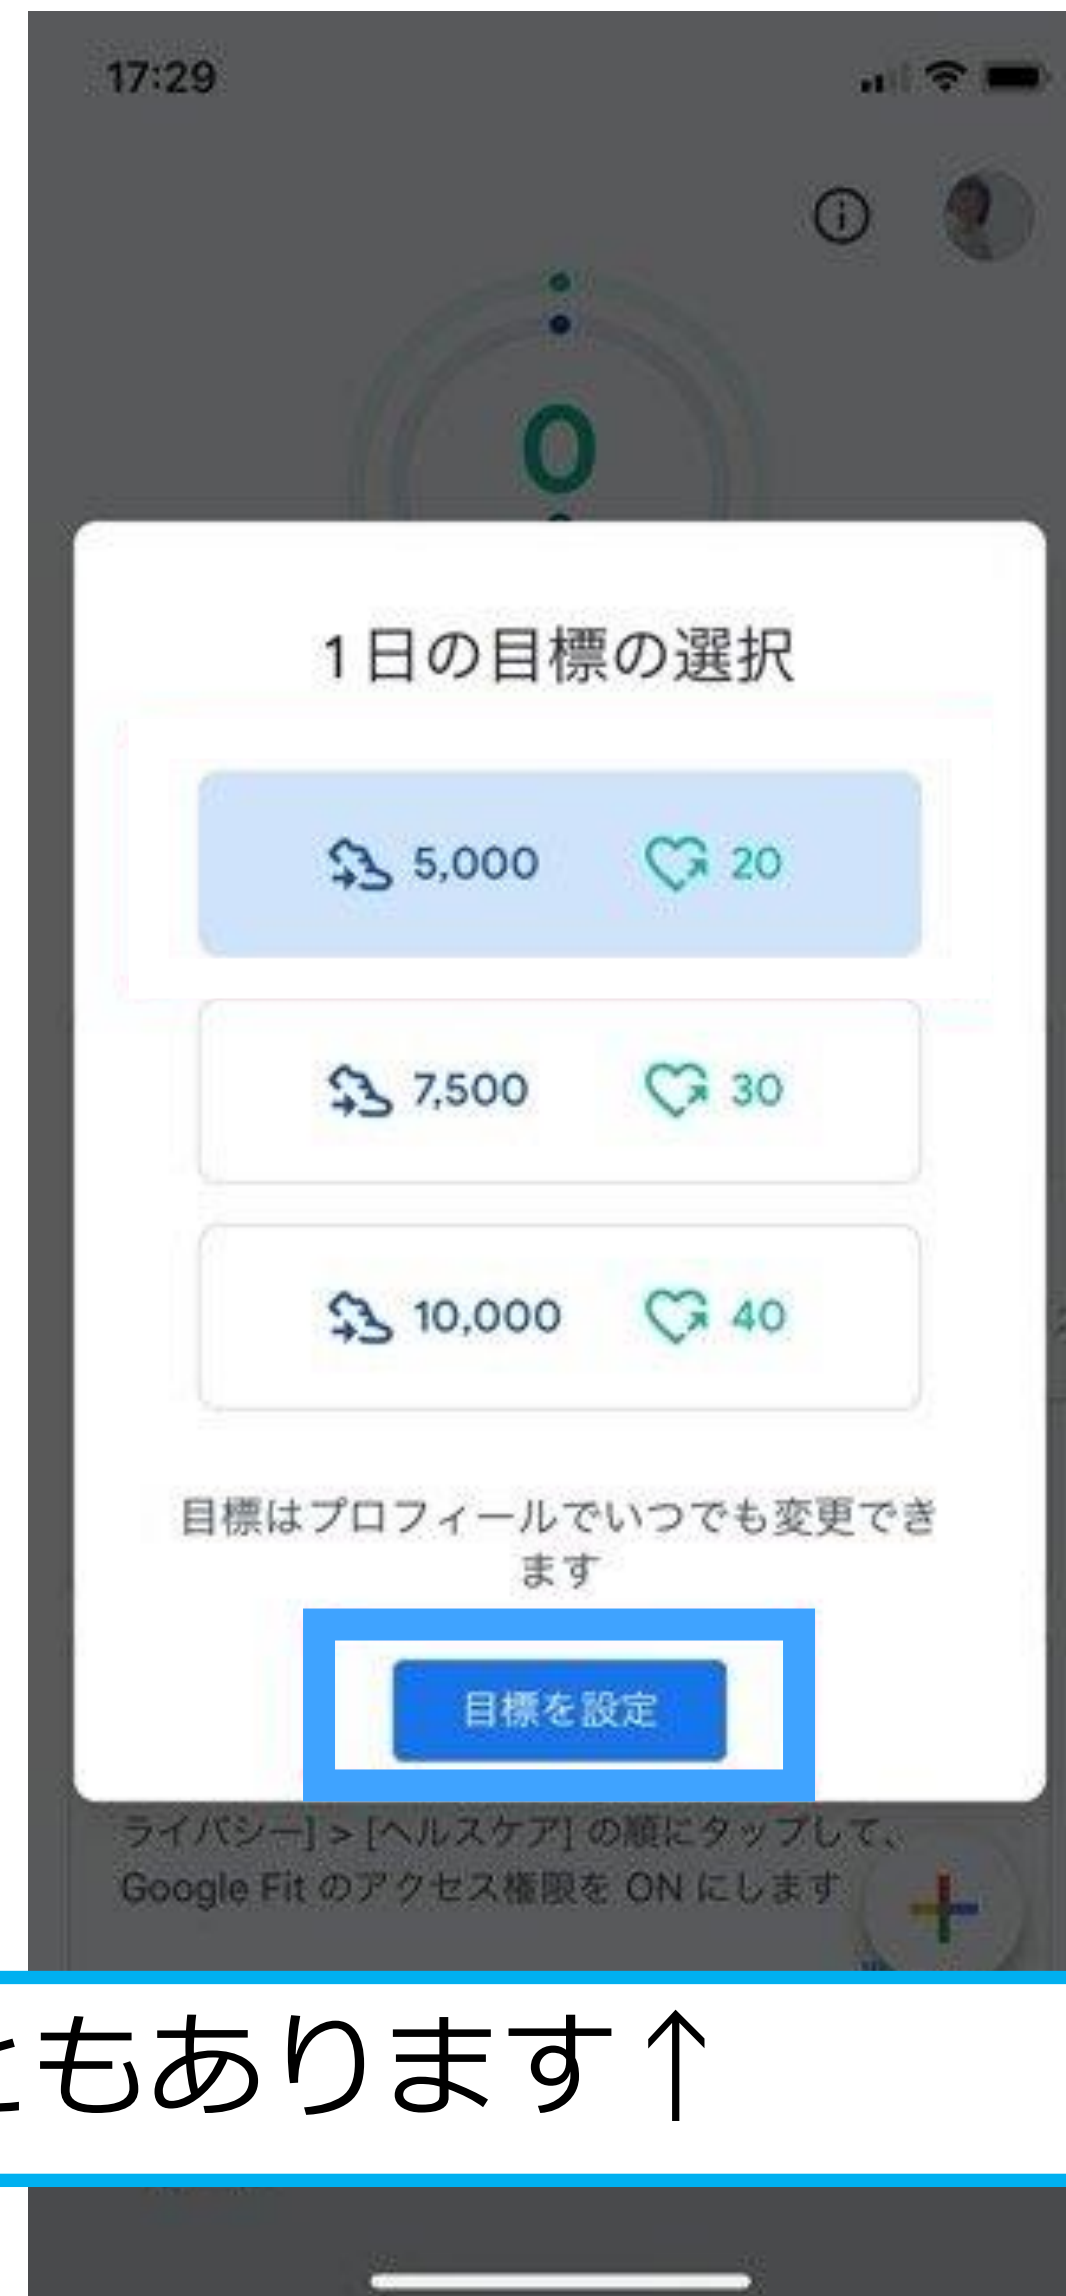 17:29
0
1日の目標の選択
5,000 20
7,500 30
10,000 40
目標はプロフィールでいつでも変更でき
ます
目標を設定
ライバシー] > [ヘルスケア] の順にタップして、
Google Fit のアクセス権限を ON にします
ともあります↑